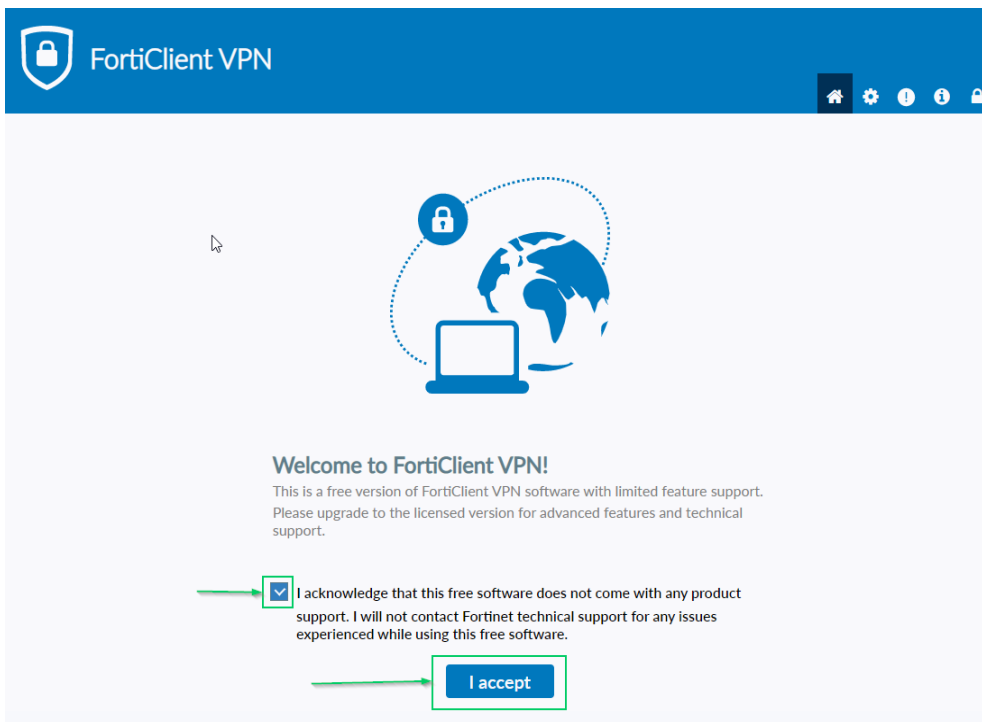 FortiClient VPN
Welcome to FortiClient VPN!
This is a free version of FortiClient VPN software with limited feature support.
Please upgrade to the licensed version for advanced features and technical
support.
I acknowledge that this free software does not come with any product
support. I will not contact Fortinet technical support for any issues
experienced while using this free software.
I accept